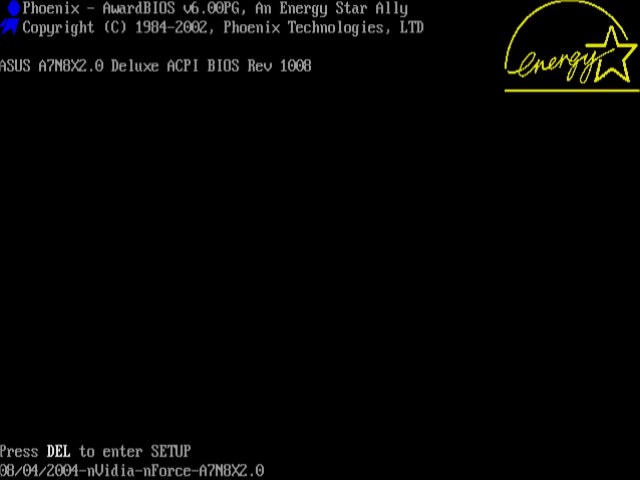 Phoenix - AwardBIOS v6.00PG, An Energy Star Ally
Copyright (C) 1984-2002, Phoenix Technologies, LTD
energy
ASUS A7N8X2.0 Deluxe ACPI BIOS Rev 1008
Press DEL to enter SETUP
08/04/2004-nVidia-nForce-A7N8X2.0